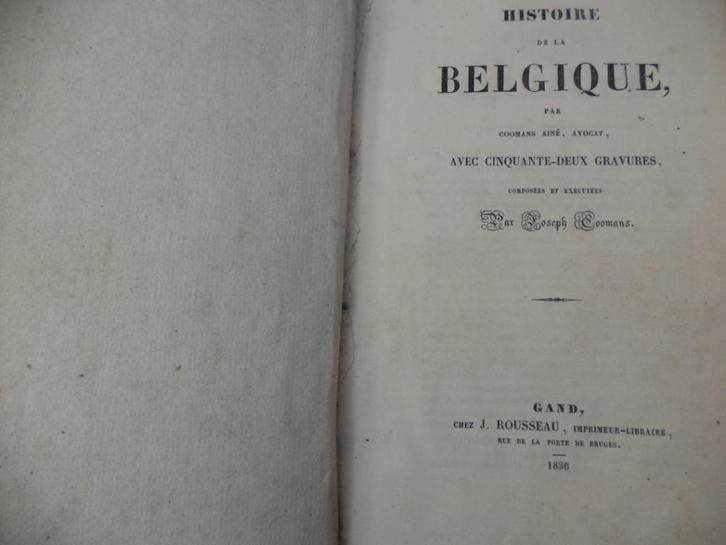 HISTOIRE
DE LA
BELGIQUE,
PAR
COOMANS AINÉ, AVOCAT,
AVEC CINQUANTE-DEUX GRAVURES,
COMPOSÉES ET EXÉCUTÉES
Par Joseph Coomans.
GAND,
CHEZ J. ROUSSEAU, IMPRIMEUR-LIBRAIRE,
RUE DE LA PORTE DE BRUGES.
1836